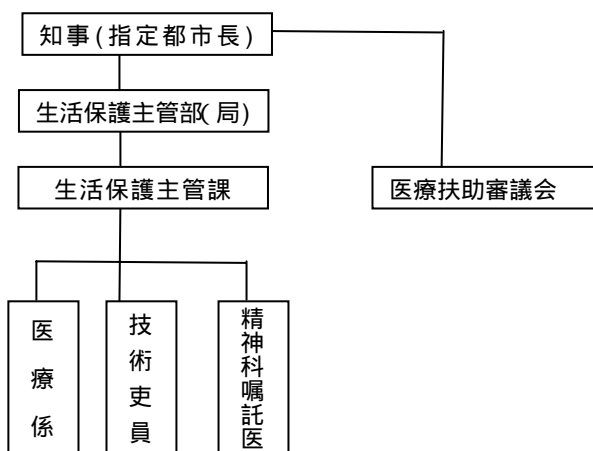 知事(指定都市長)
生活保護主管部(局)
生活保護主管課
医療扶助審議会
医療係
技術吏員
精神科嘱託医